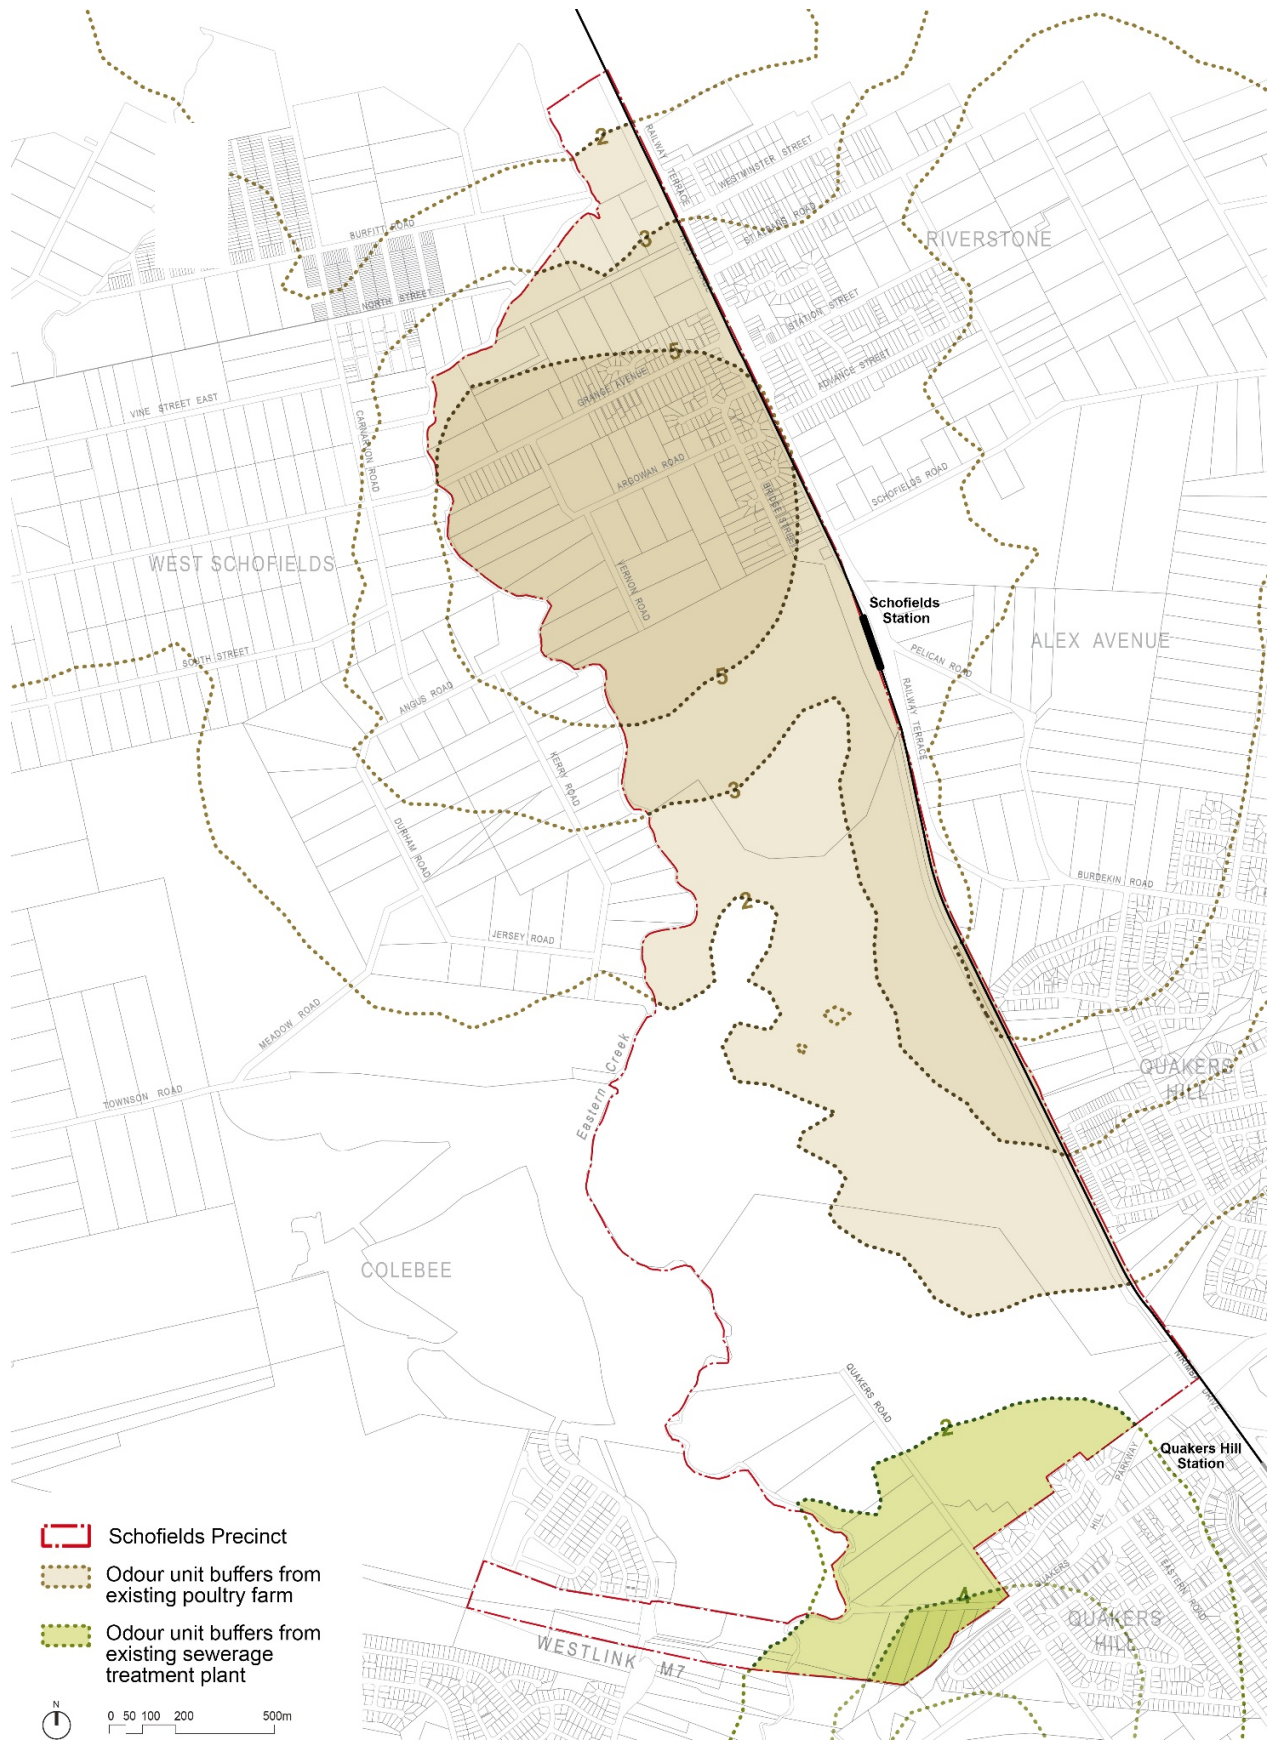 2
RAILWAY TERRACE
WESTMINSTER STREET
BURFITT ROAD
3
RIVERSTONE
NORTH STREET
STATION STREET
5
ADVANCE STREET
GRANGE AVENUE
VINE STREET EAST
CARNARVON ROAD
ARGOWAN ROAD
SCHOFIELDS ROAD
BRIDGE STREET
WEST SCHOFIELDS
VERNON ROAD
Schofields
Station
ALEX AVENUE
SOUTH STREET
PELICAN ROAD
5
ANGUS ROAD
RAILWAY TERRACE
KERRY ROAD
3
DURHAM ROAD
BURDEKIN ROAD
2
JERSEY ROAD
MEADOW ROAD
Eastern Creek
QUAKERS
HILL
TOWNSON ROAD
COLEBEE
QUAKERS ROAD
DRIVE
2
Quakers Hill
Station
PARKWAY
HILL
QUAKERS
EASTERN ROAD
4
QUAKERS
HILL
WESTLINK M7
Schofields Precinct
Odour unit buffers from
existing poultry farm
Odour unit buffers from
existing sewerage
treatment plant
N
0 50 100 200 500m